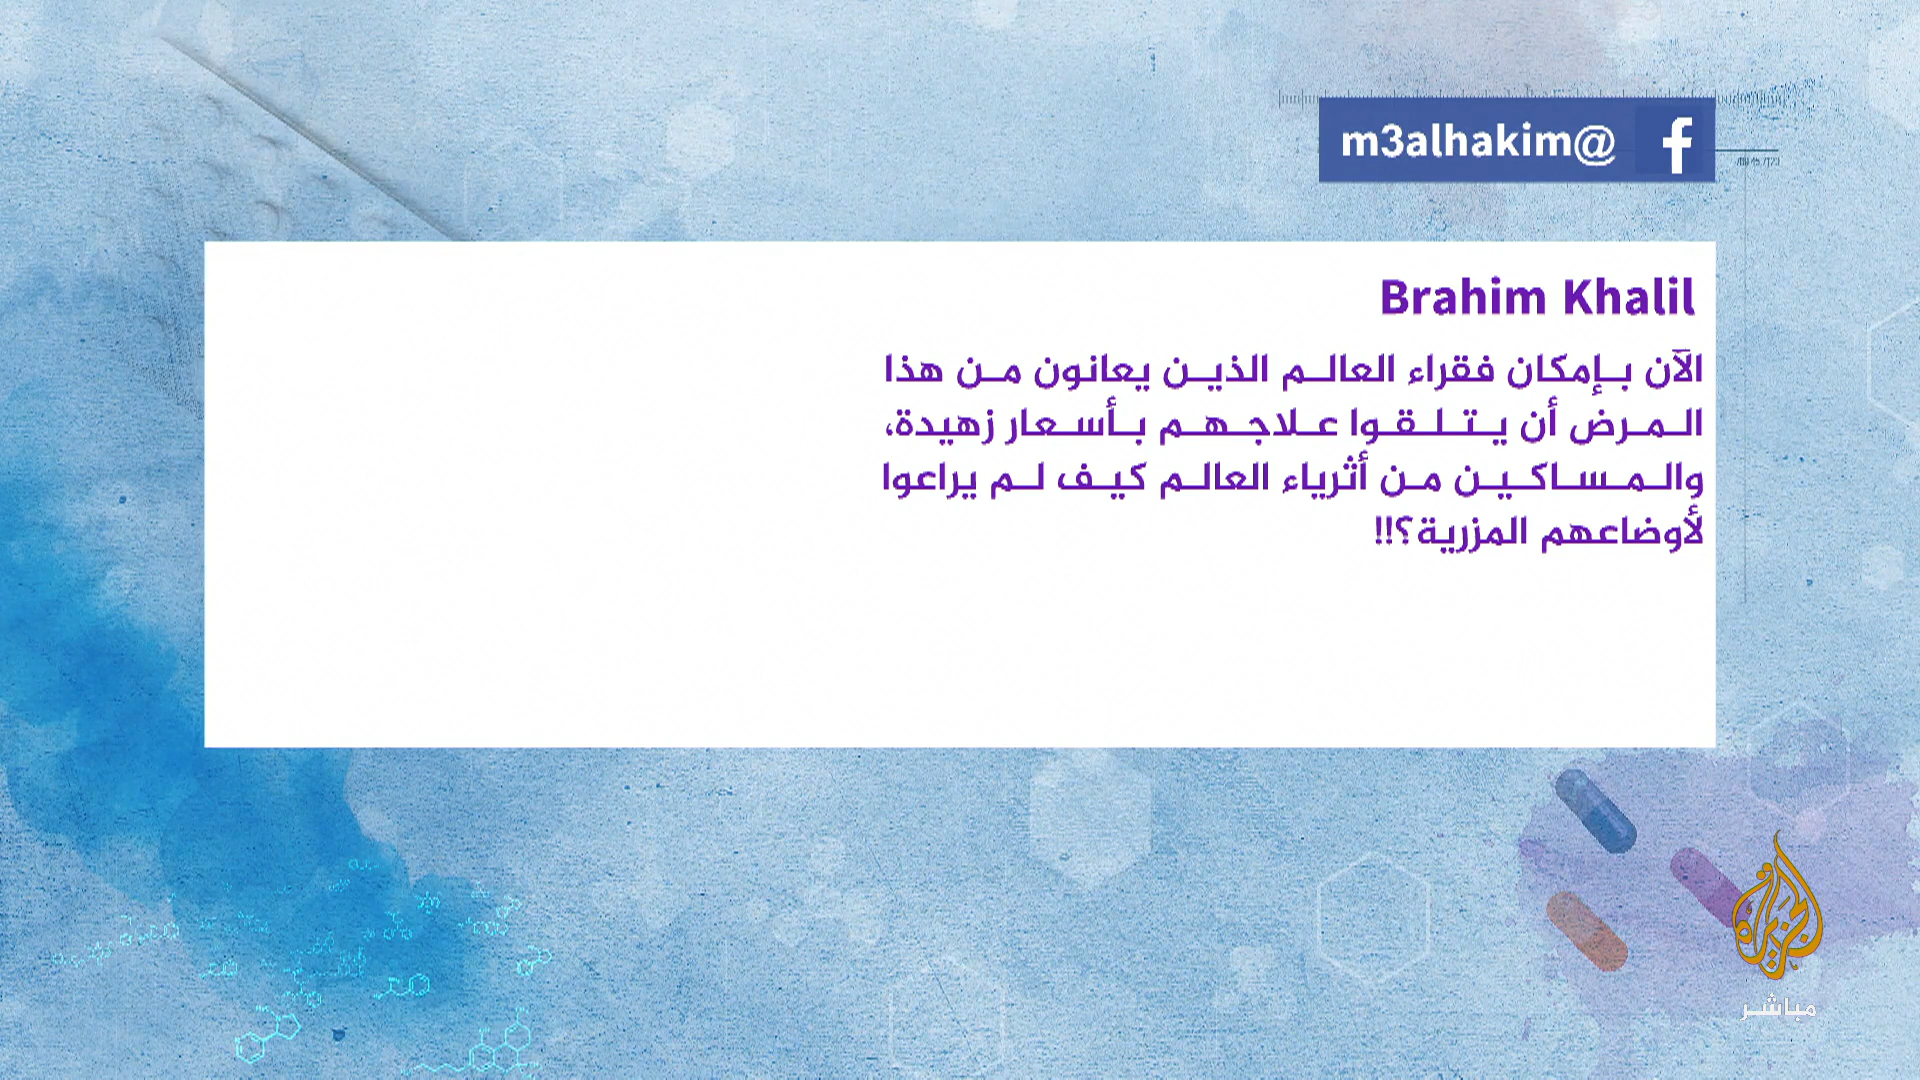 m3alhakim@
Brahim Khalil
الآن بإمكان فقراء العالم الذين يعانون من هذا
المرض أن يتلقوا علاجهم بأسعار زهيدة،
والمساكين من أثرياء العالم كيف لم يراعوا
لأوضاعهم المزرية؟!!
الجزيرة
مباشر